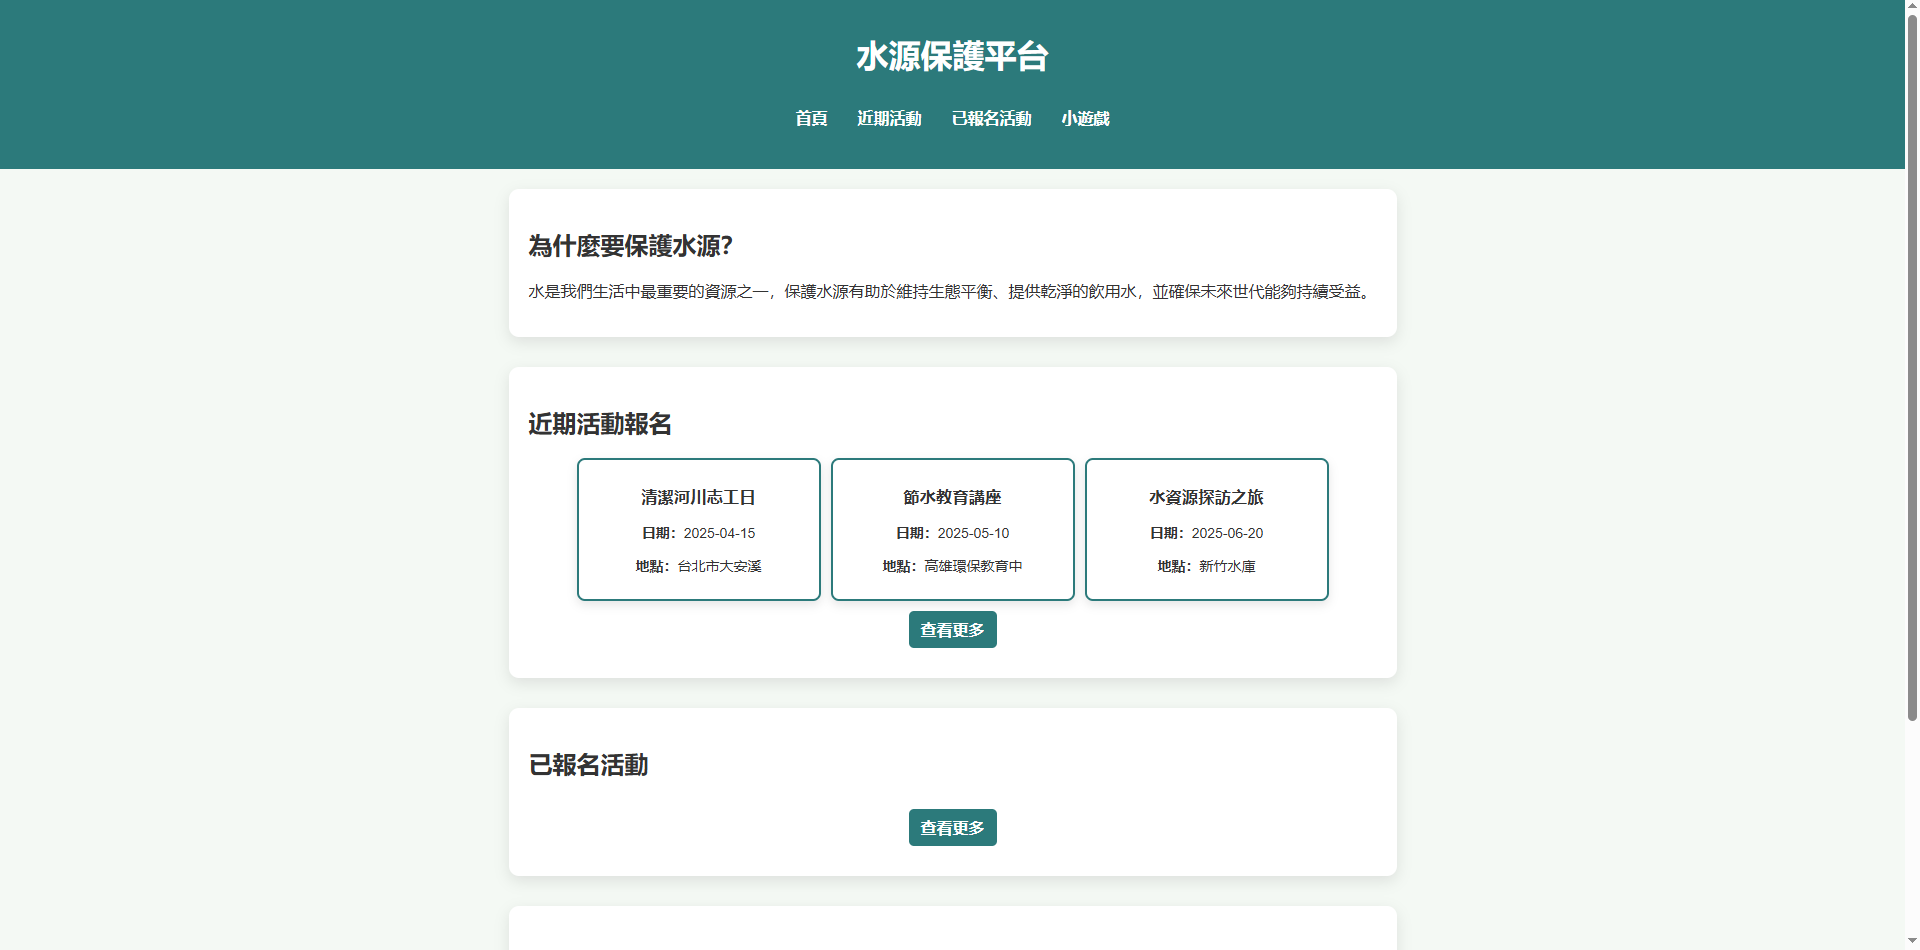 水源保護平台
首頁 近期活動 已報名活動 小遊戲
為什麼要保護水源？
水是我們生活中最重要的資源之一，保護水源有助於維持生態平衡、提供乾淨的飲用水，並確保未來世代能夠持續受益。
近期活動報名
清潔河川志工日
日期：2025-04-15
地點：台北市大安溪
節水教育講座
日期：2025-05-10
地點：高雄環保教育中
水資源探訪之旅
日期：2025-06-20
地點：新竹水庫
查看更多
已報名活動
查看更多